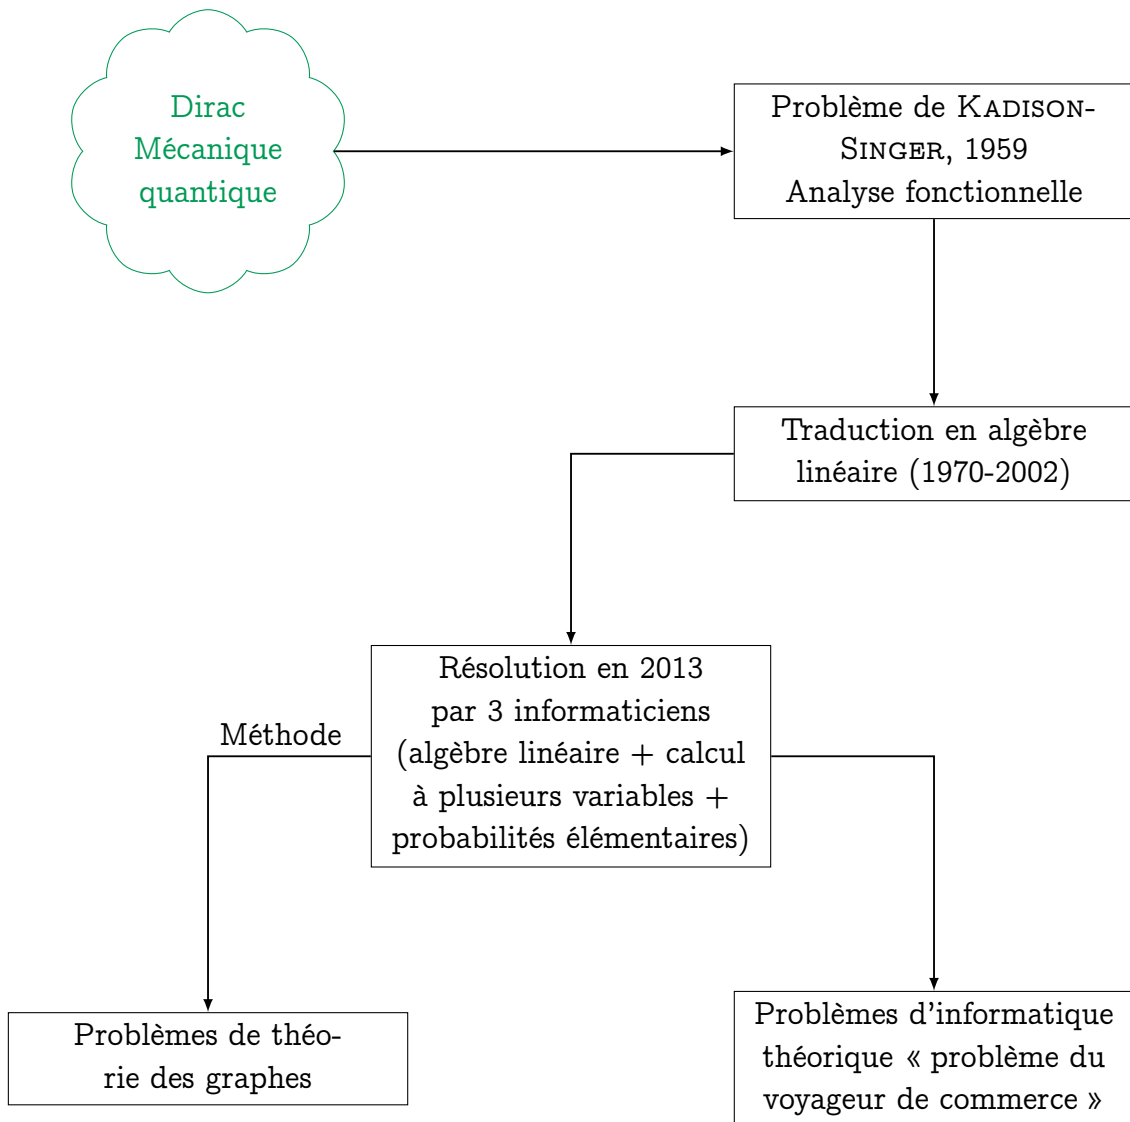 Dirac
Mécanique
quantique
Problème de KADISON-
SINGER, 1959
Analyse fonctionnelle
Traduction en algèbre
linéaire (1970-2002)
Résolution en 2013
par 3 informaticiens
(algèbre linéaire + calcul
à plusieurs variables +
probabilités élémentaires)
Méthode
Problèmes de théo-
rie des graphes
Problèmes d'informatique
théorique « problème du
voyageur de commerce »